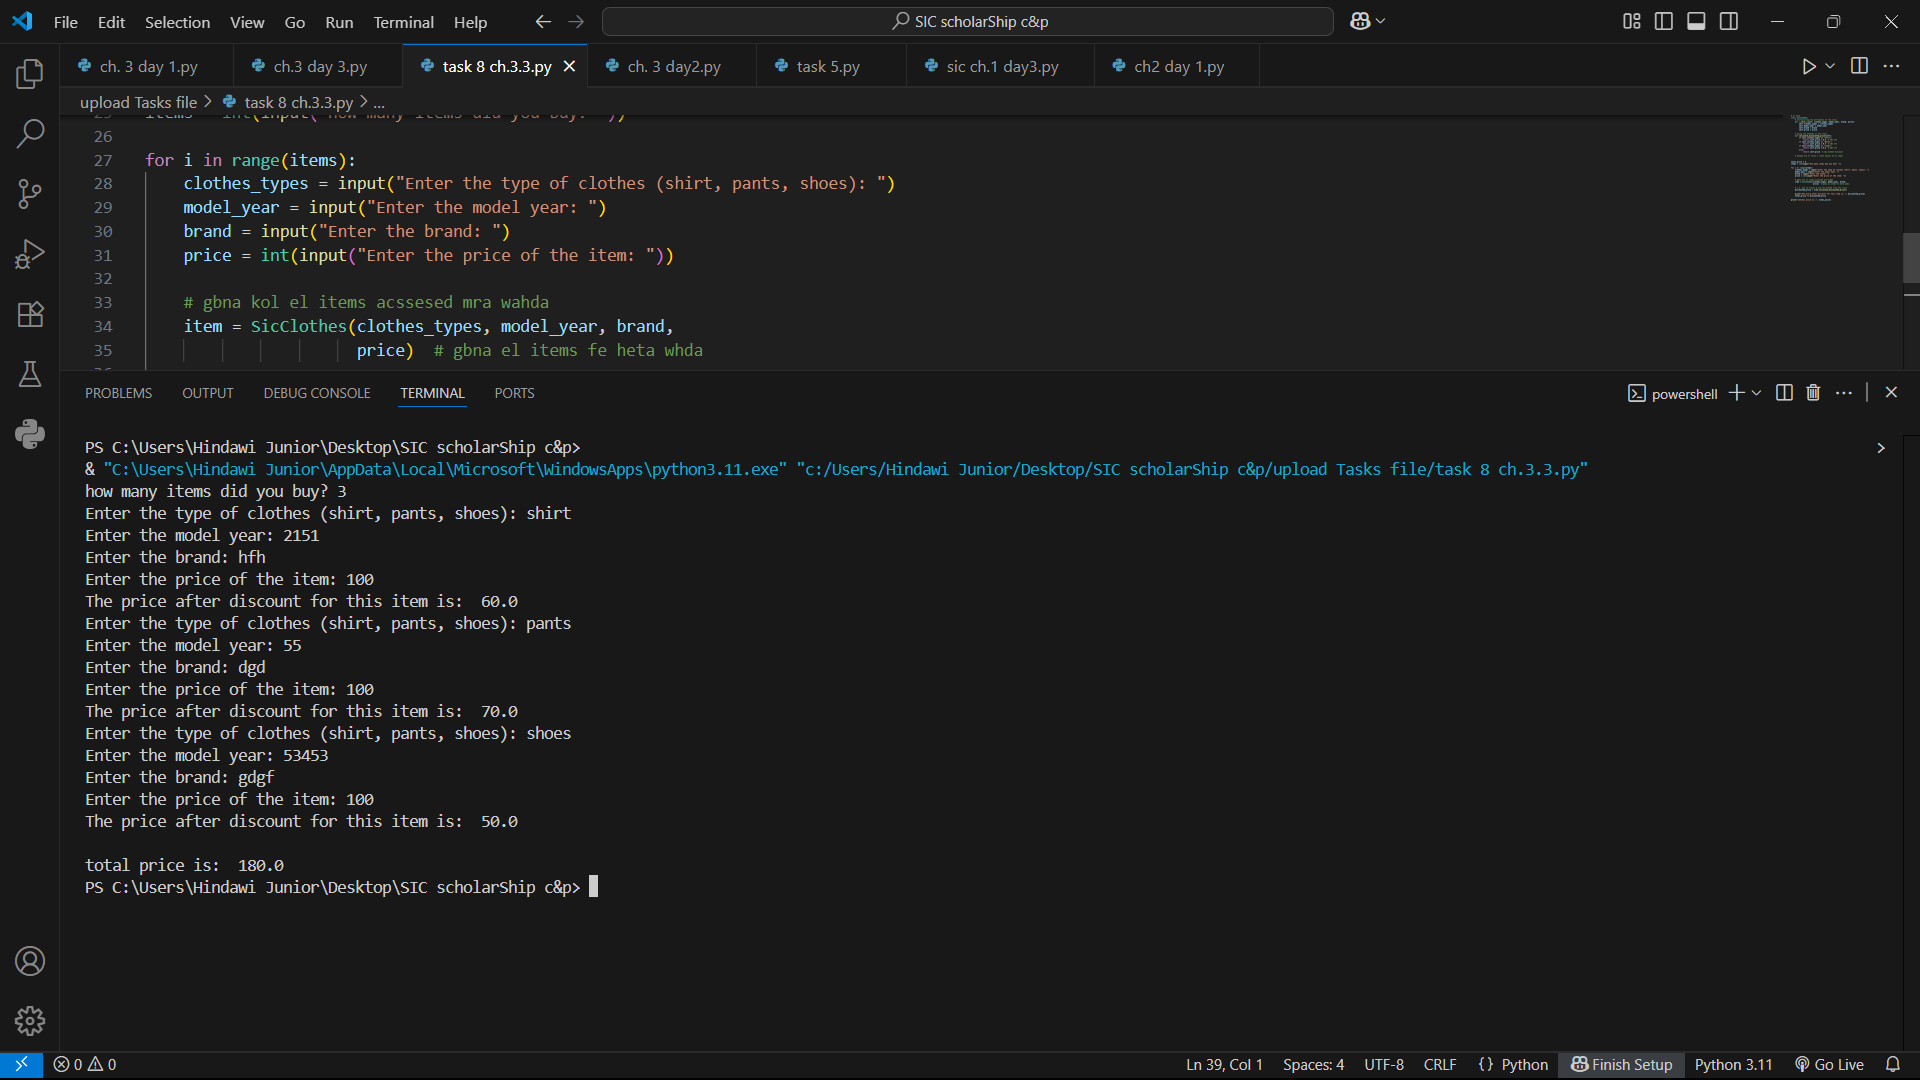 File Edit Selection View Go Run Terminal Help
SIC scholarShip c&p
ch. 3 day 1.py
ch.3 day 3.py
task 8 ch.3.3.py
ch. 3 day2.py
task 5.py
sic ch.1 day3.py
ch2 day 1.py
upload Tasks file > task 8 ch.3.3.py > ...
25 items = int(input("how many items did you buy? "))
26
27 for i in range(items):
28 clothes_types = input("Enter the type of clothes (shirt, pants, shoes): ")
29 model_year = input("Enter the model year: ")
30 brand = input("Enter the brand: ")
31 price = int(input("Enter the price of the item: "))
32
33 # gbna kol el items acssesed mra wahda
34 item = SicClothes(clothes_types, model_year, brand,
35 price)  # gbna el items fe heta whda
PROBLEMS OUTPUT DEBUG CONSOLE TERMINAL PORTS
powershell
PS C:\Users\Hindawi Junior\Desktop\SIC scholarShip c&p>
& "C:\Users\Hindawi Junior\AppData\Local\Microsoft\WindowsApps\python3.11.exe" "c:/Users/Hindawi Junior/Desktop/SIC scholarShip c&p/upload Tasks file/task 8 ch.3.3.py"
how many items did you buy? 3
Enter the type of clothes (shirt, pants, shoes): shirt
Enter the model year: 2151
Enter the brand: hfh
Enter the price of the item: 100
The price after discount for this item is:  60.0
Enter the type of clothes (shirt, pants, shoes): pants
Enter the model year: 55
Enter the brand: dgd
Enter the price of the item: 100
The price after discount for this item is:  70.0
Enter the type of clothes (shirt, pants, shoes): shoes
Enter the model year: 53453
Enter the brand: gdgf
Enter the price of the item: 100
The price after discount for this item is:  50.0
total price is:  180.0
PS C:\Users\Hindawi Junior\Desktop\SIC scholarShip c&p>
0 0 Ln 39, Col 1 Spaces: 4 UTF-8 CRLF {} Python Finish Setup Python 3.11 Go Live